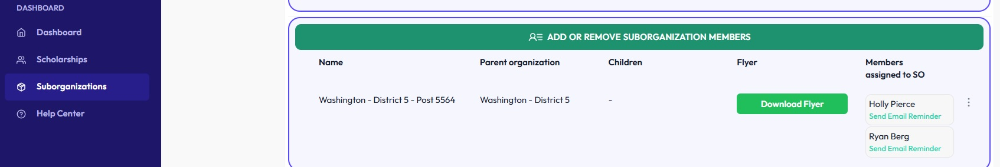 DASHBOARD
Dashboard
Scholarships
Suborganizations
Help Center
ADD OR REMOVE SUBORGANIZATION MEMBERS
Name
Parent organization
Children
Flyer
Members
assigned to SO
Washington - District 5 - Post 5564
Washington - District 5
-
Download Flyer
Holly Pierce
Send Email Reminder
Ryan Berg
Send Email Reminder